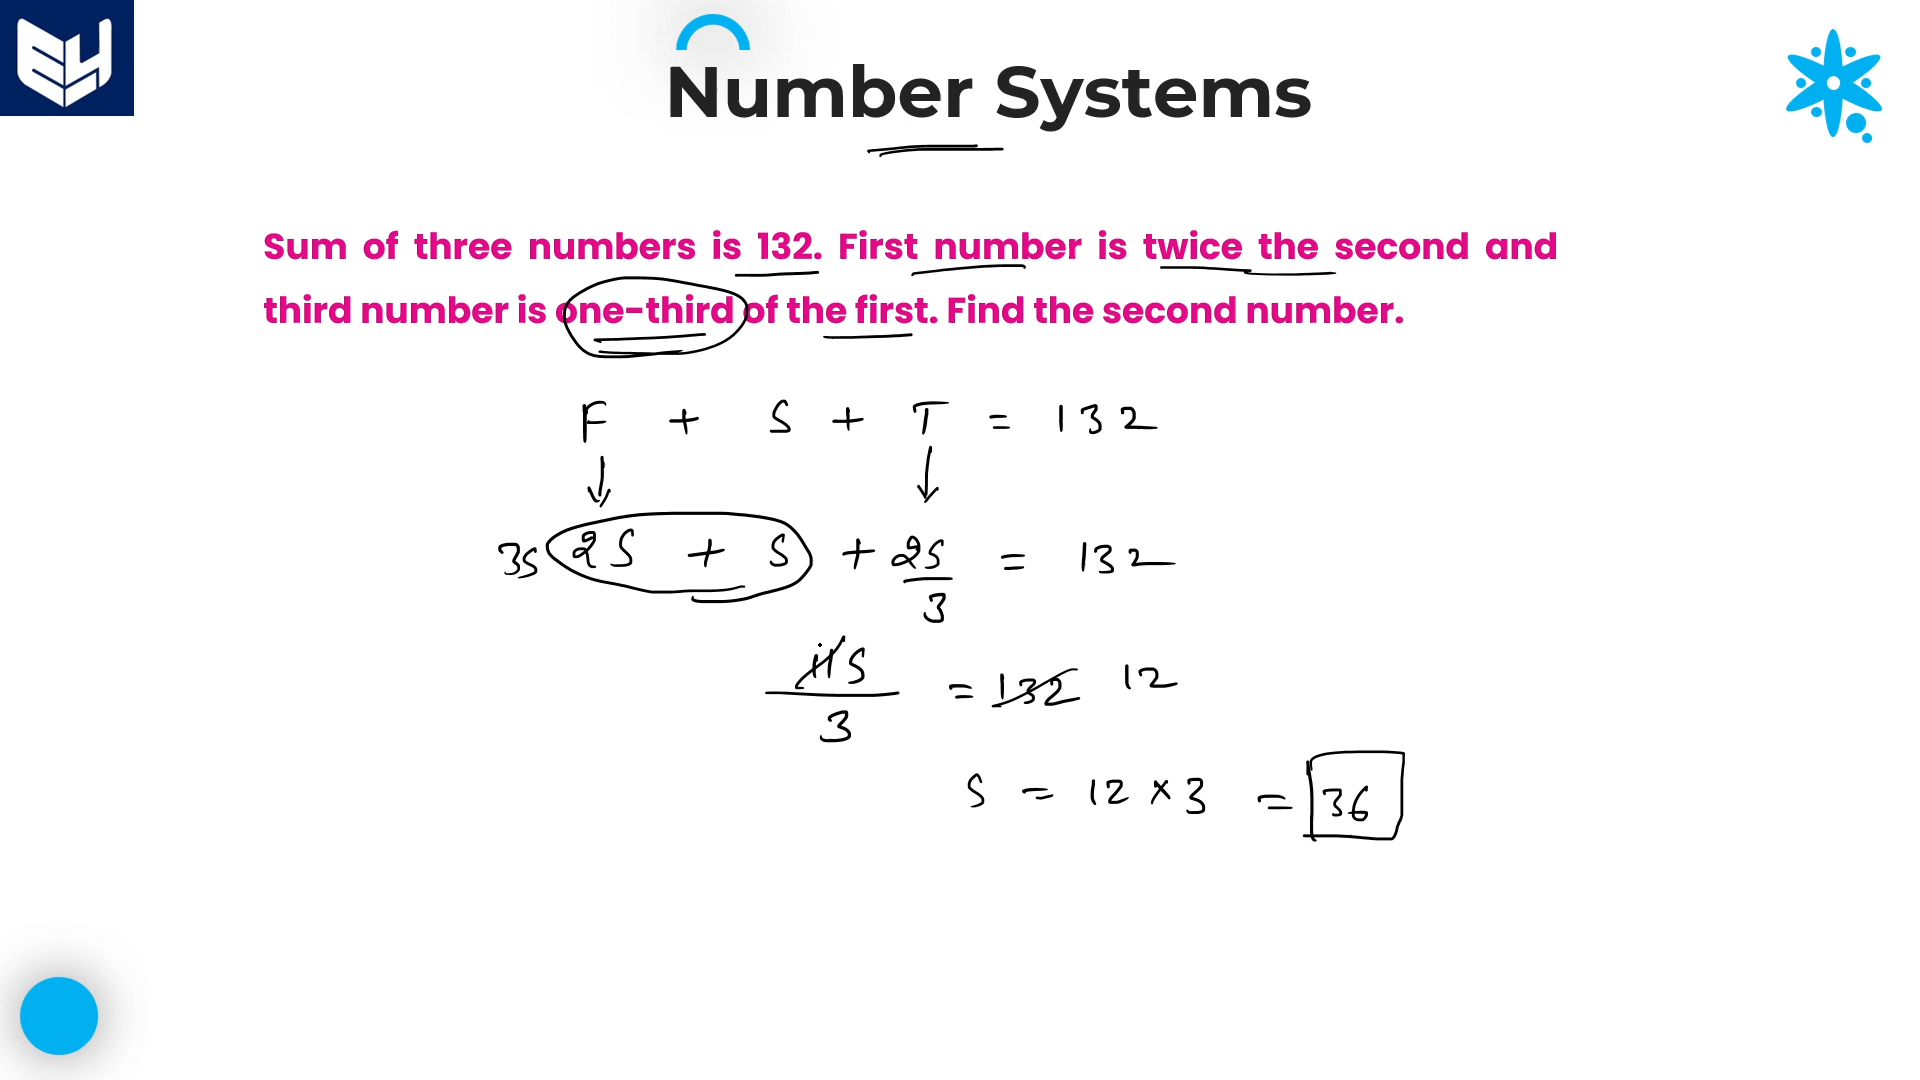 Number Systems
Sum of three numbers is 132. First number is twice the second and
third number is one-third of the first. Find the second number.
F + S + T = 132
3S 2S + S + 2S/3 = 132
11S/3 = 132 12
S = 12 × 3 = 36